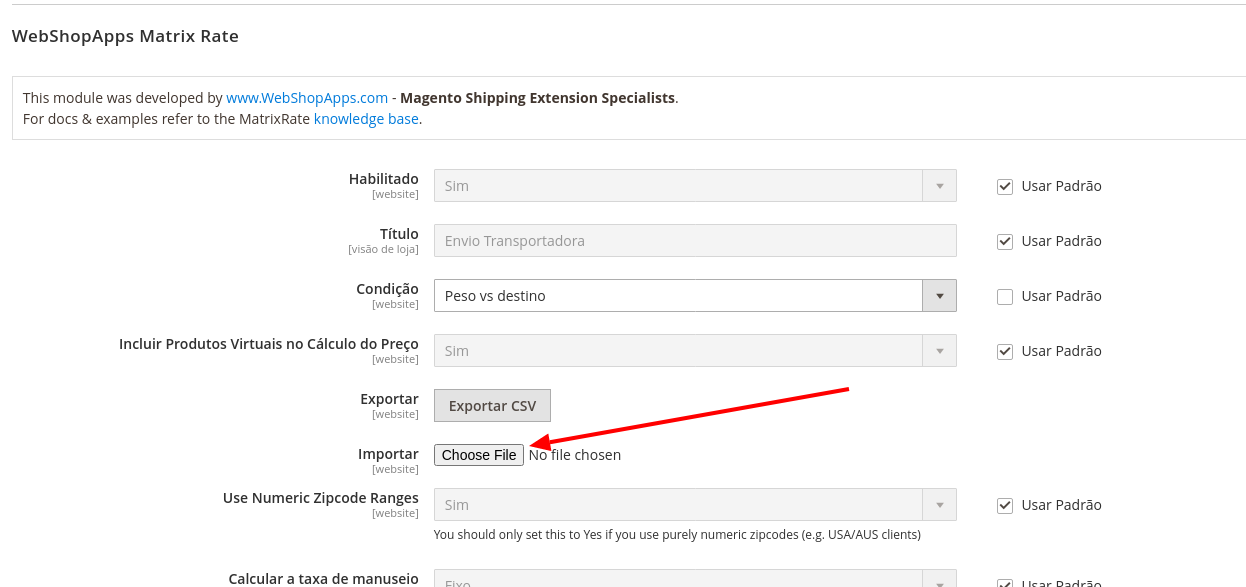 WebShopApps Matrix Rate
This module was developed by www.WebShopApps.com - Magento Shipping Extension Specialists.
For docs & examples refer to the MatrixRate knowledge base.
Habilitado
[website]
Sim
Usar Padrão
Título
[visão de loja]
Envio Transportadora
Usar Padrão
Condição
[website]
Peso vs destino
Usar Padrão
Incluir Produtos Virtuais no Cálculo do Preço
[website]
Sim
Usar Padrão
Exportar
[website]
Exportar CSV
Importar
[website]
Choose File No file chosen
Use Numeric Zipcode Ranges
[website]
Sim
Usar Padrão
You should only set this to Yes if you use purely numeric zipcodes (e.g. USA/AUS clients)
Calcular a taxa de manuseio
Fixo
Usar Padrão